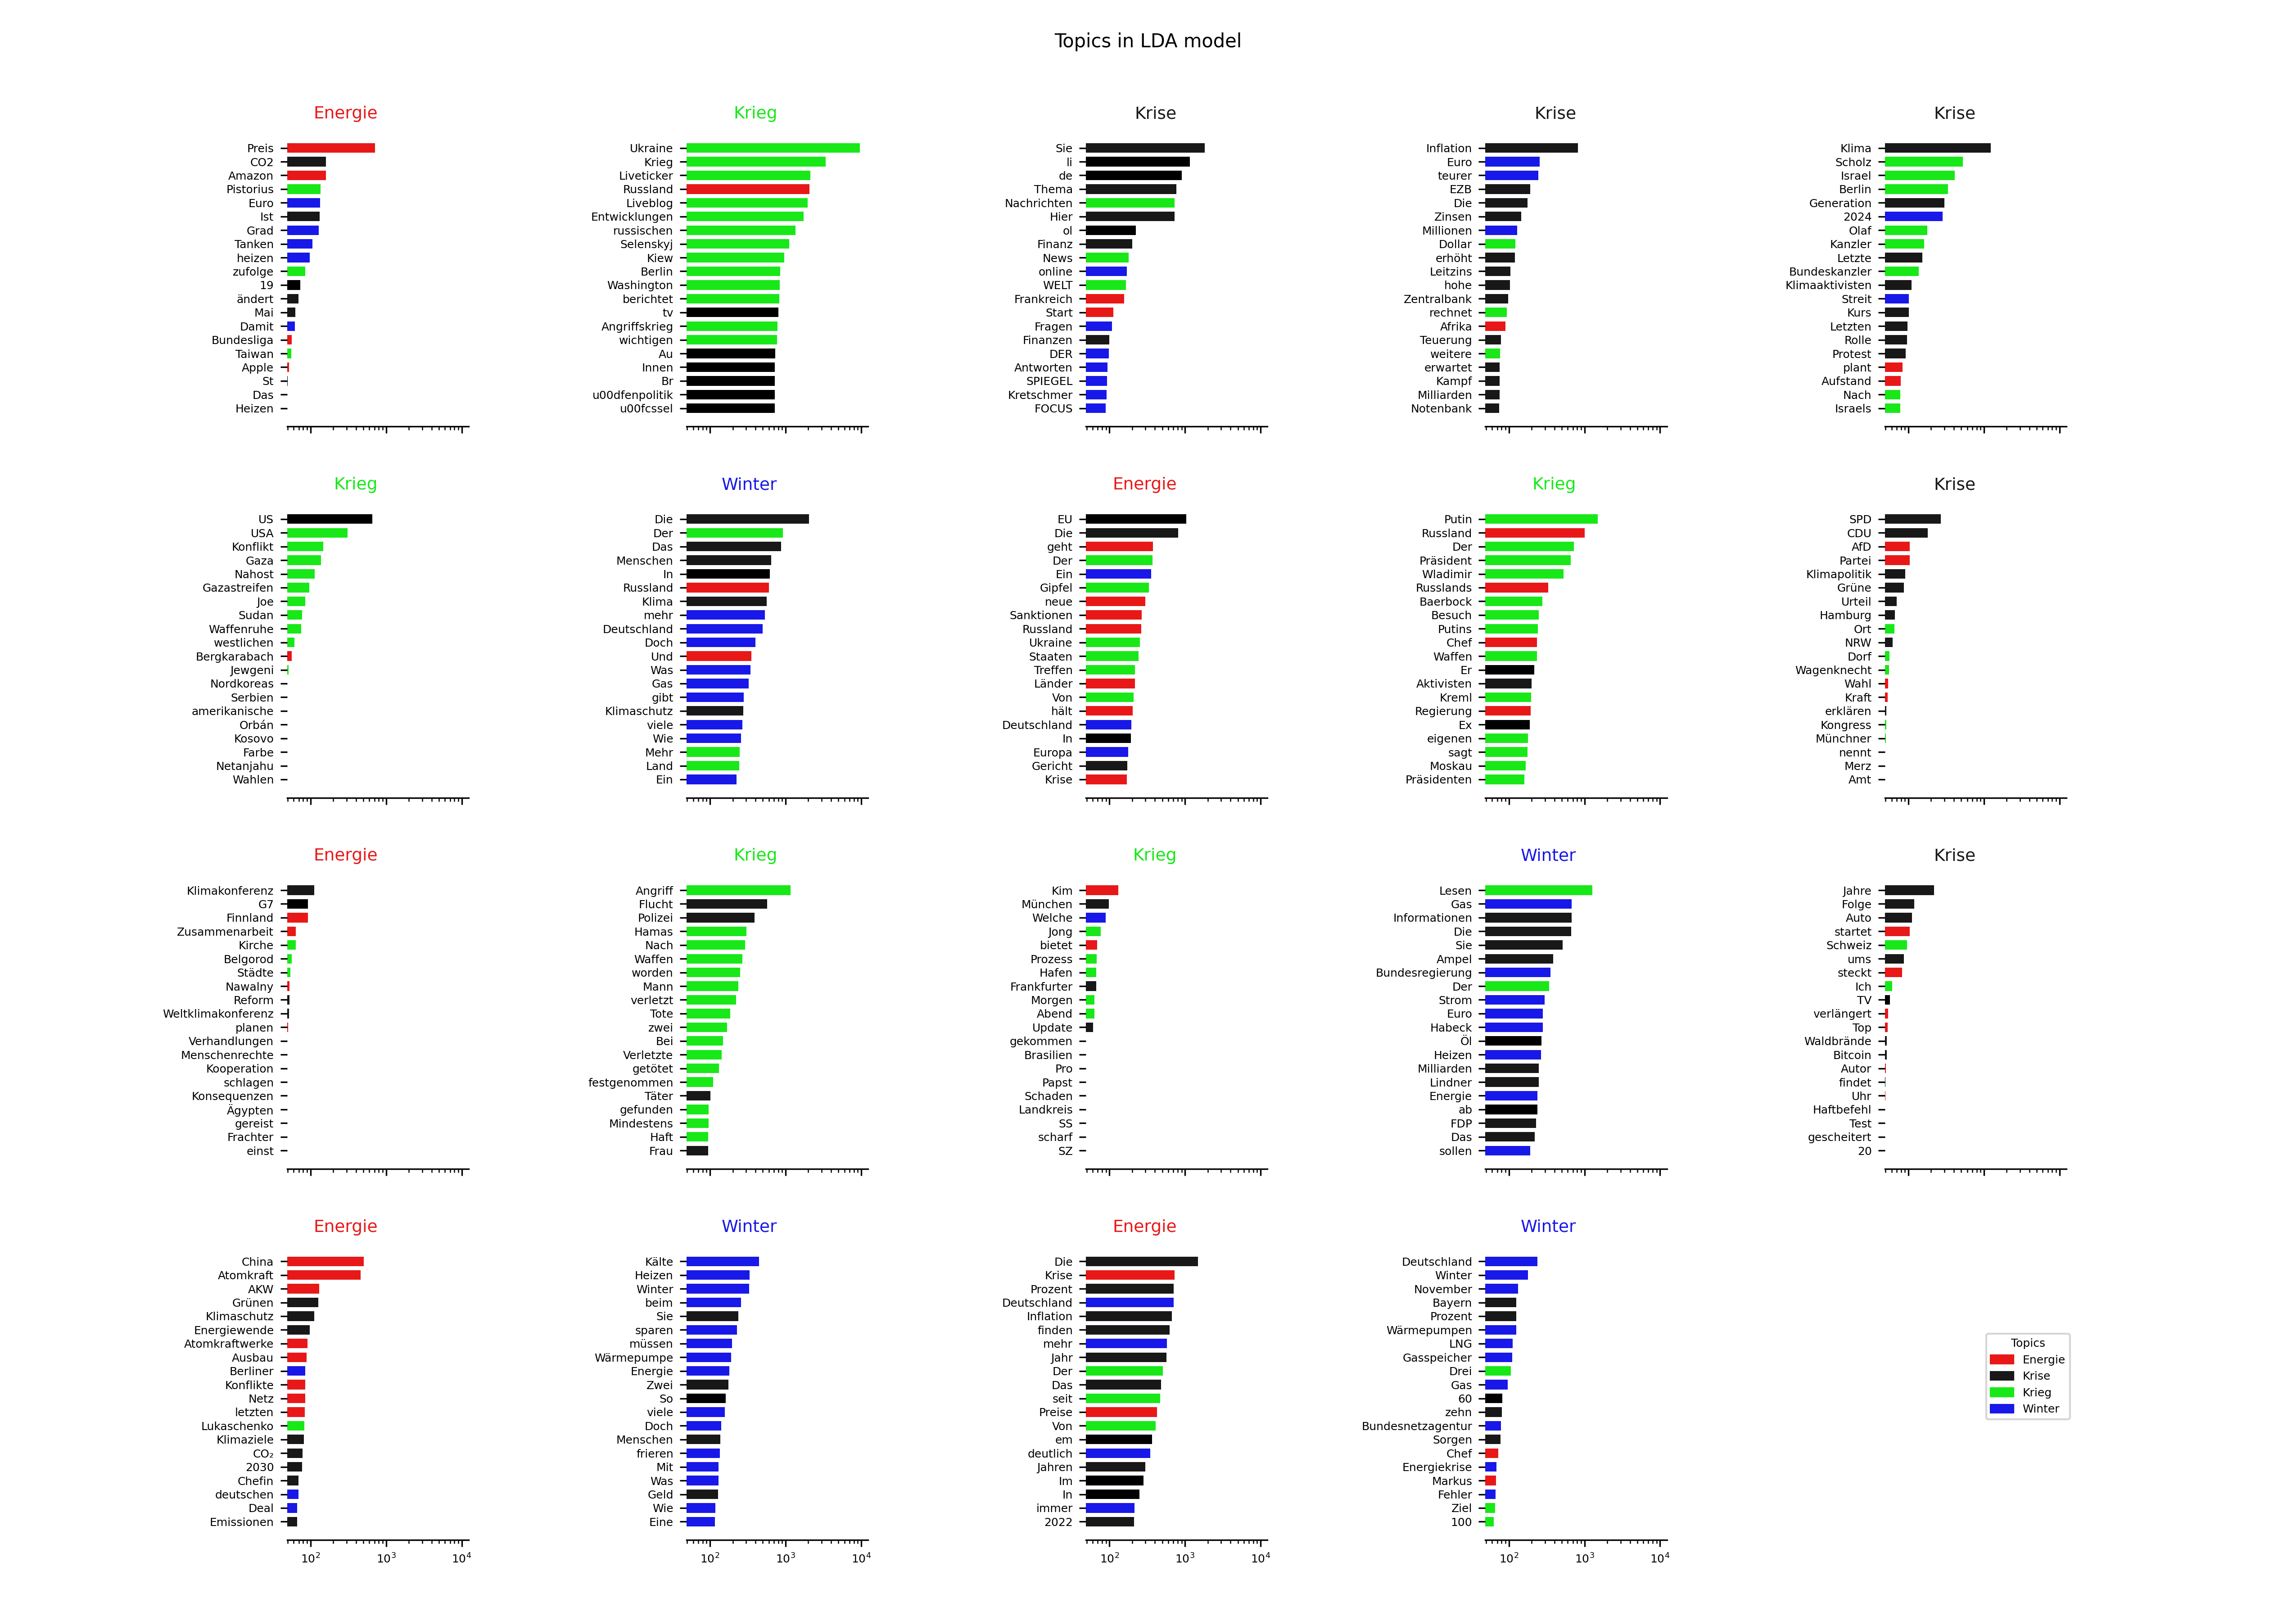 Topics in LDA model
Energie
Preis
CO2
Amazon
Pistorius
Euro
Ist
Grad
Tanken
heizen
zufolge
19
ändert
Mai
Damit
Bundesliga
Taiwan
Apple
St
Das
Heizen
Krieg
Ukraine
Krieg
Liveticker
Russland
Liveblog
Entwicklungen
russischen
Selenskyj
Kiew
Berlin
Washington
berichtet
tv
Angriffskrieg
wichtigen
Au
Innen
Br
u00dfenpolitik
u00fcssel
Krise
Sie
li
de
Thema
Nachrichten
Hier
ol
Finanz
News
online
WELT
Frankreich
Start
Fragen
Finanzen
DER
Antworten
SPIEGEL
Kretschmer
FOCUS
Krise
Inflation
Euro
teurer
EZB
Die
Zinsen
Millionen
Dollar
erhöht
Leitzins
hohe
Zentralbank
rechnet
Afrika
Teuerung
weitere
erwartet
Kampf
Milliarden
Notenbank
Krise
Klima
Scholz
Israel
Berlin
Generation
2024
Olaf
Kanzler
Letzte
Bundeskanzler
Klimaaktivisten
Streit
Kurs
Letzten
Rolle
Protest
plant
Aufstand
Nach
Israels
Krieg
US
USA
Konflikt
Gaza
Nahost
Gazastreifen
Joe
Sudan
Waffenruhe
westlichen
Bergkarabach
Jewgeni
Nordkoreas
Serbien
amerikanische
Orbán
Kosovo
Farbe
Netanjahu
Wahlen
Winter
Die
Der
Das
Menschen
In
Russland
Klima
mehr
Deutschland
Doch
Und
Was
Gas
gibt
Klimaschutz
viele
Wie
Mehr
Land
Ein
Energie
EU
Die
geht
Der
Ein
Gipfel
neue
Sanktionen
Russland
Ukraine
Staaten
Treffen
Länder
Von
hält
Deutschland
In
Europa
Gericht
Krise
Krieg
Putin
Russland
Der
Präsident
Wladimir
Russlands
Baerbock
Besuch
Putins
Chef
Waffen
Er
Aktivisten
Kreml
Regierung
Ex
eigenen
sagt
Moskau
Präsidenten
Krise
SPD
CDU
AfD
Partei
Klimapolitik
Grüne
Urteil
Hamburg
Ort
NRW
Dorf
Wagenknecht
Wahl
Kraft
erklären
Kongress
Münchner
nennt
Merz
Amt
Energie
Klimakonferenz
G7
Finnland
Zusammenarbeit
Kirche
Belgorod
Städte
Nawalny
Reform
Weltklimakonferenz
planen
Verhandlungen
Menschenrechte
Kooperation
schlagen
Konsequenzen
Ägypten
gereist
Frachter
einst
Krieg
Angriff
Flucht
Polizei
Hamas
Nach
Waffen
worden
Mann
verletzt
Tote
zwei
Bei
Verletzte
getötet
festgenommen
Täter
gefunden
Mindestens
Haft
Frau
Krieg
Kim
München
Welche
Jong
bietet
Prozess
Hafen
Frankfurter
Morgen
Abend
Update
gekommen
Brasilien
Pro
Papst
Schaden
Landkreis
SS
scharf
SZ
Winter
Lesen
Gas
Informationen
Die
Sie
Ampel
Bundesregierung
Der
Strom
Euro
Habeck
Öl
Heizen
Milliarden
Lindner
Energie
ab
FDP
Das
sollen
Krise
Jahre
Folge
Auto
startet
Schweiz
ums
steckt
Ich
TV
verlängert
Top
Waldbrände
Bitcoin
Autor
findet
Uhr
Haftbefehl
Test
gescheitert
20
Energie
China
Atomkraft
AKW
Grünen
Klimaschutz
Energiewende
Atomkraftwerke
Ausbau
Berliner
Konflikte
Netz
letzten
Lukaschenko
Klimaziele
CO₂
2030
Chefin
deutschen
Deal
Emissionen
10² 10³ 10⁴
Winter
Kälte
Heizen
Winter
beim
Sie
sparen
müssen
Wärmepumpe
Energie
Zwei
So
viele
Doch
Menschen
frieren
Mit
Was
Geld
Wie
Eine
10² 10³ 10⁴
Energie
Die
Krise
Prozent
Deutschland
Inflation
finden
mehr
Jahr
Der
Das
seit
Preise
Von
em
deutlich
Jahren
Im
In
immer
2022
10² 10³ 10⁴
Winter
Deutschland
Winter
November
Bayern
Prozent
Wärmepumpen
LNG
Gasspeicher
Drei
Gas
60
zehn
Bundesnetzagentur
Sorgen
Chef
Energiekrise
Markus
Fehler
Ziel
100
10² 10³ 10⁴
Topics
Energie
Krise
Krieg
Winter